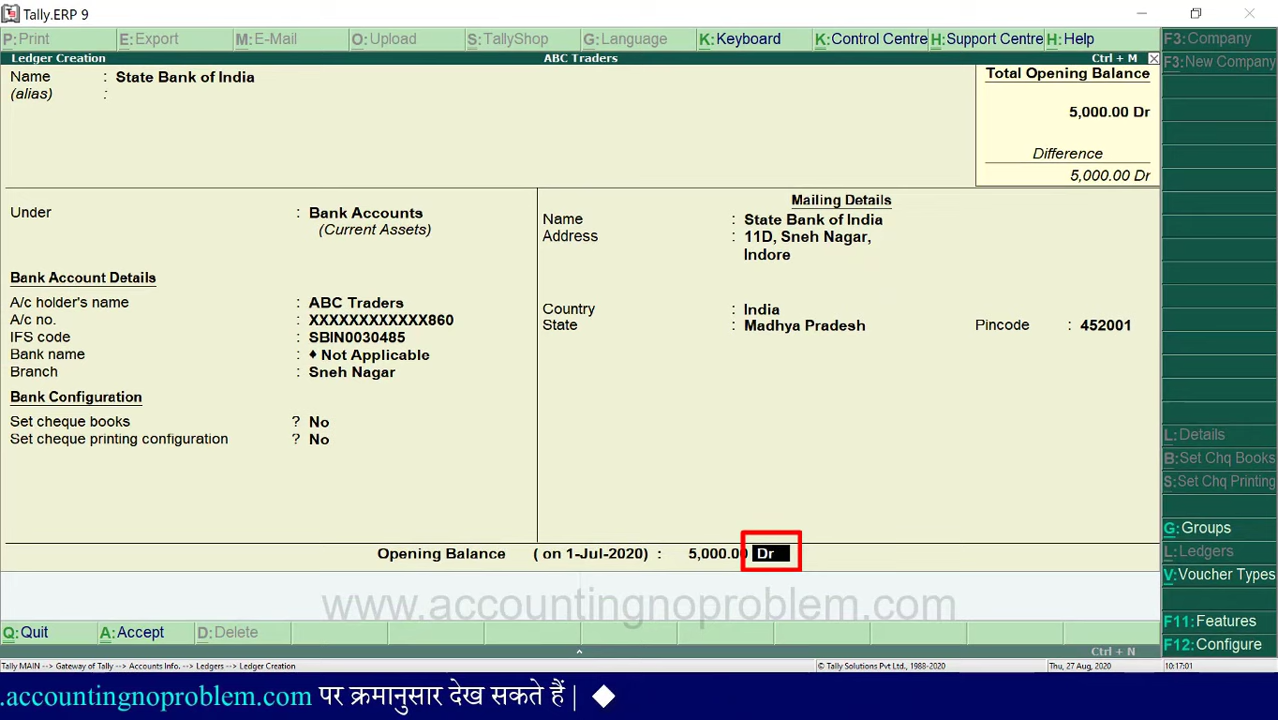 Tally.ERP 9
P: Print E: Export M: E-Mail O: Upload S: TallyShop G: Language K: Keyboard K: Control Centre H: Support Centre H: Help F3: Company
Ledger Creation ABC Traders Ctrl + M
F3: New Company
Name : State Bank of India
(alias) :
Total Opening Balance
5,000.00 Dr
Difference
5,000.00 Dr
Under : Bank Accounts
(Current Assets)
Bank Account Details
A/c holder's name : ABC Traders
A/c no. : XXXXXXXXXXXX860
IFS code : SBIN0030485
Bank name : ♦ Not Applicable
Branch : Sneh Nagar
Bank Configuration
Set cheque books ? No
Set cheque printing configuration ? No
Mailing Details
Name : State Bank of India
Address : 11D, Sneh Nagar,
Indore
Country : India
State : Madhya Pradesh Pincode : 452001
L: Details
B: Set Chq Books
S: Set Chq Printing
G: Groups
L: Ledgers
V: Voucher Types
F11: Features
F12: Configure
Opening Balance ( on 1-Jul-2020) : 5,000.00 Dr
www.accountingnoproblem.com
Q: Quit A: Accept D: Delete
Ctrl + N
Tally MAIN --> Gateway of Tally --> Accounts Info. --> Ledgers --> Ledger Creation © Tally Solutions Pvt Ltd., 1988-2020 Thu, 27 Aug, 2020 10:17:01
.accountingnoproblem.com पर क्रमानुसार देख सकते हैं | ◆